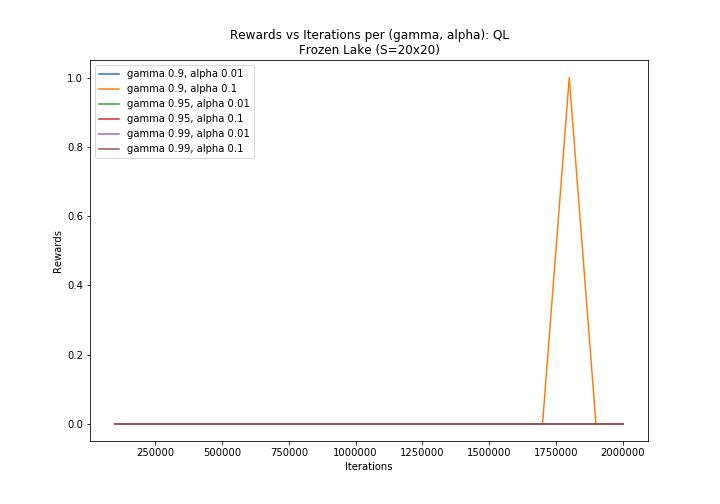 Rewards vs Iterations per (gamma, alpha): QL
Frozen Lake (S=20x20)
gamma 0.9, alpha 0.01
gamma 0.9, alpha 0.1
gamma 0.95, alpha 0.01
gamma 0.95, alpha 0.1
gamma 0.99, alpha 0.01
gamma 0.99, alpha 0.1
1.0
0.8
0.6
0.4
0.2
0.0
Rewards
250000 500000 750000 1000000 1250000 1500000 1750000 2000000
Iterations